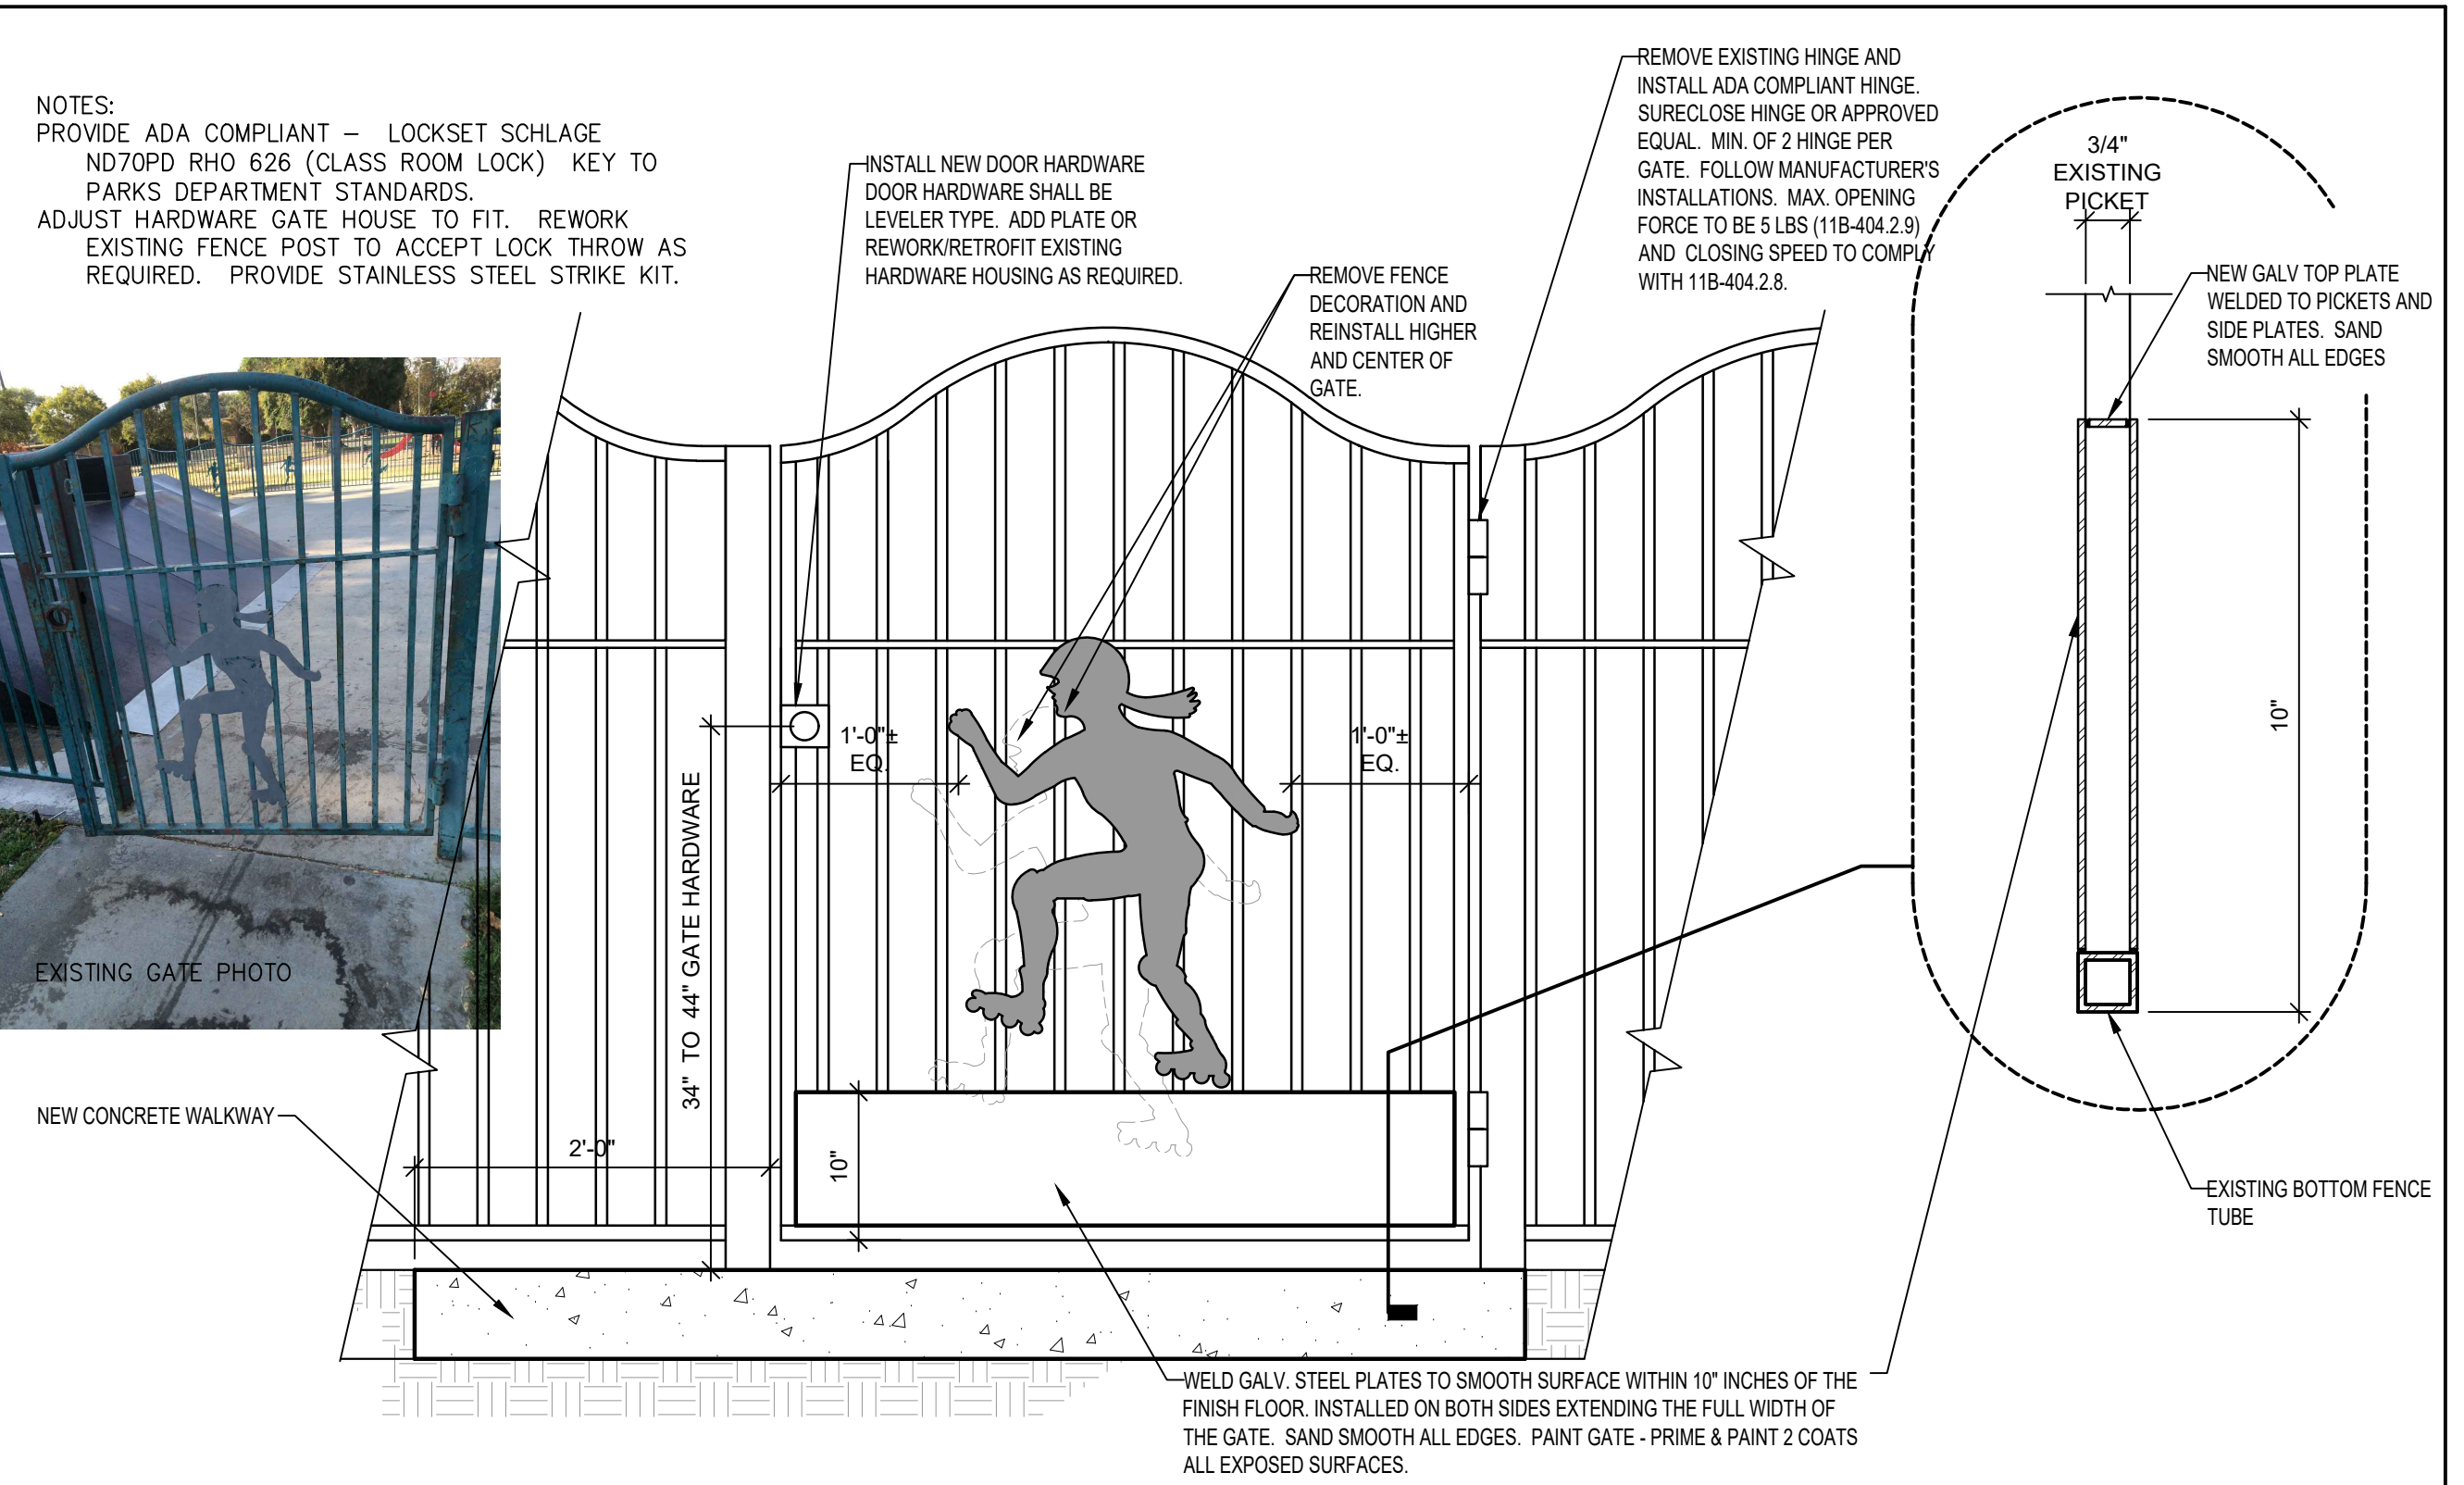 NOTES:
PROVIDE ADA COMPLIANT – LOCKSET SCHLAGE
ND70PD RHO 626 (CLASS ROOM LOCK) KEY TO
PARKS DEPARTMENT STANDARDS.
ADJUST HARDWARE GATE HOUSE TO FIT. REWORK
EXISTING FENCE POST TO ACCEPT LOCK THROW AS
REQUIRED. PROVIDE STAINLESS STEEL STRIKE KIT.
INSTALL NEW DOOR HARDWARE
DOOR HARDWARE SHALL BE
LEVELER TYPE. ADD PLATE OR
REWORK/RETROFIT EXISTING
HARDWARE HOUSING AS REQUIRED.
REMOVE FENCE
DECORATION AND
REINSTALL HIGHER
AND CENTER OF
GATE.
REMOVE EXISTING HINGE AND
INSTALL ADA COMPLIANT HINGE.
SURECLOSE HINGE OR APPROVED
EQUAL. MIN. OF 2 HINGE PER
GATE. FOLLOW MANUFACTURER'S
INSTALLATIONS. MAX. OPENING
FORCE TO BE 5 LBS (11B-404.2.9)
AND CLOSING SPEED TO COMPLY
WITH 11B-404.2.8.
3/4"
EXISTING
PICKET
NEW GALV TOP PLATE
WELDED TO PICKETS AND
SIDE PLATES. SAND
SMOOTH ALL EDGES
10"
EXISTING BOTTOM FENCE
TUBE
1'-0"±
EQ.
1'-0"±
EQ.
34" TO 44" GATE HARDWARE
EXISTING GATE PHOTO
NEW CONCRETE WALKWAY
2'-0"
10"
WELD GALV. STEEL PLATES TO SMOOTH SURFACE WITHIN 10" INCHES OF THE
FINISH FLOOR. INSTALLED ON BOTH SIDES EXTENDING THE FULL WIDTH OF
THE GATE. SAND SMOOTH ALL EDGES. PAINT GATE - PRIME & PAINT 2 COATS
ALL EXPOSED SURFACES.